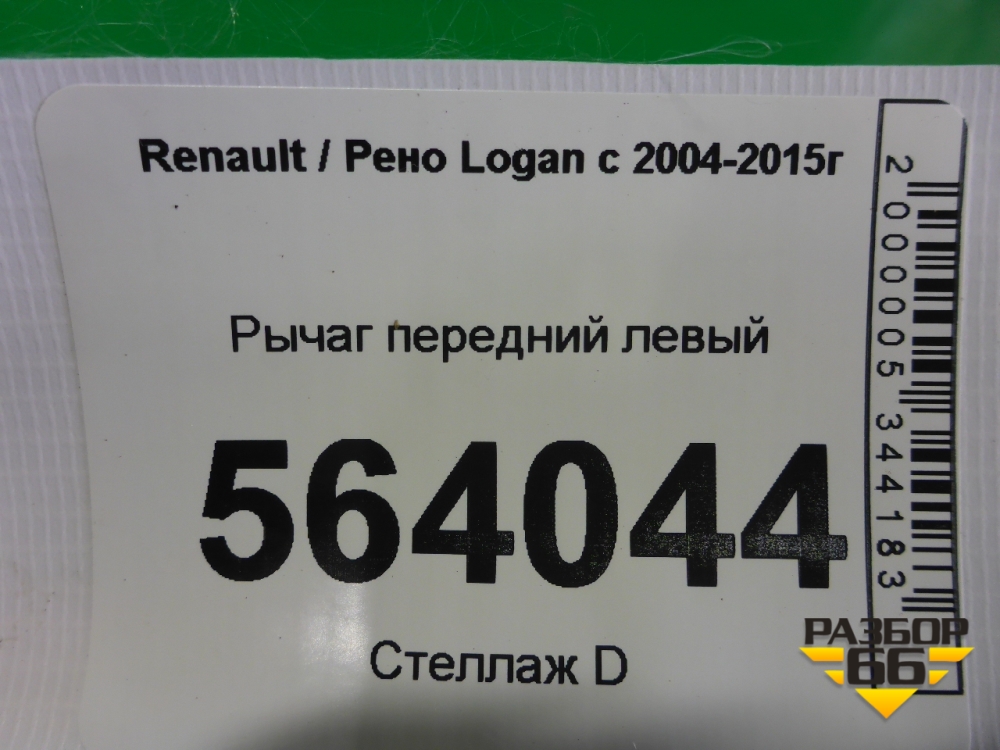 Renault / Рено Logan с 2004-2015г
Рычаг передний левый
564044
Стеллаж D
2000005344183
РАЗБОР
66